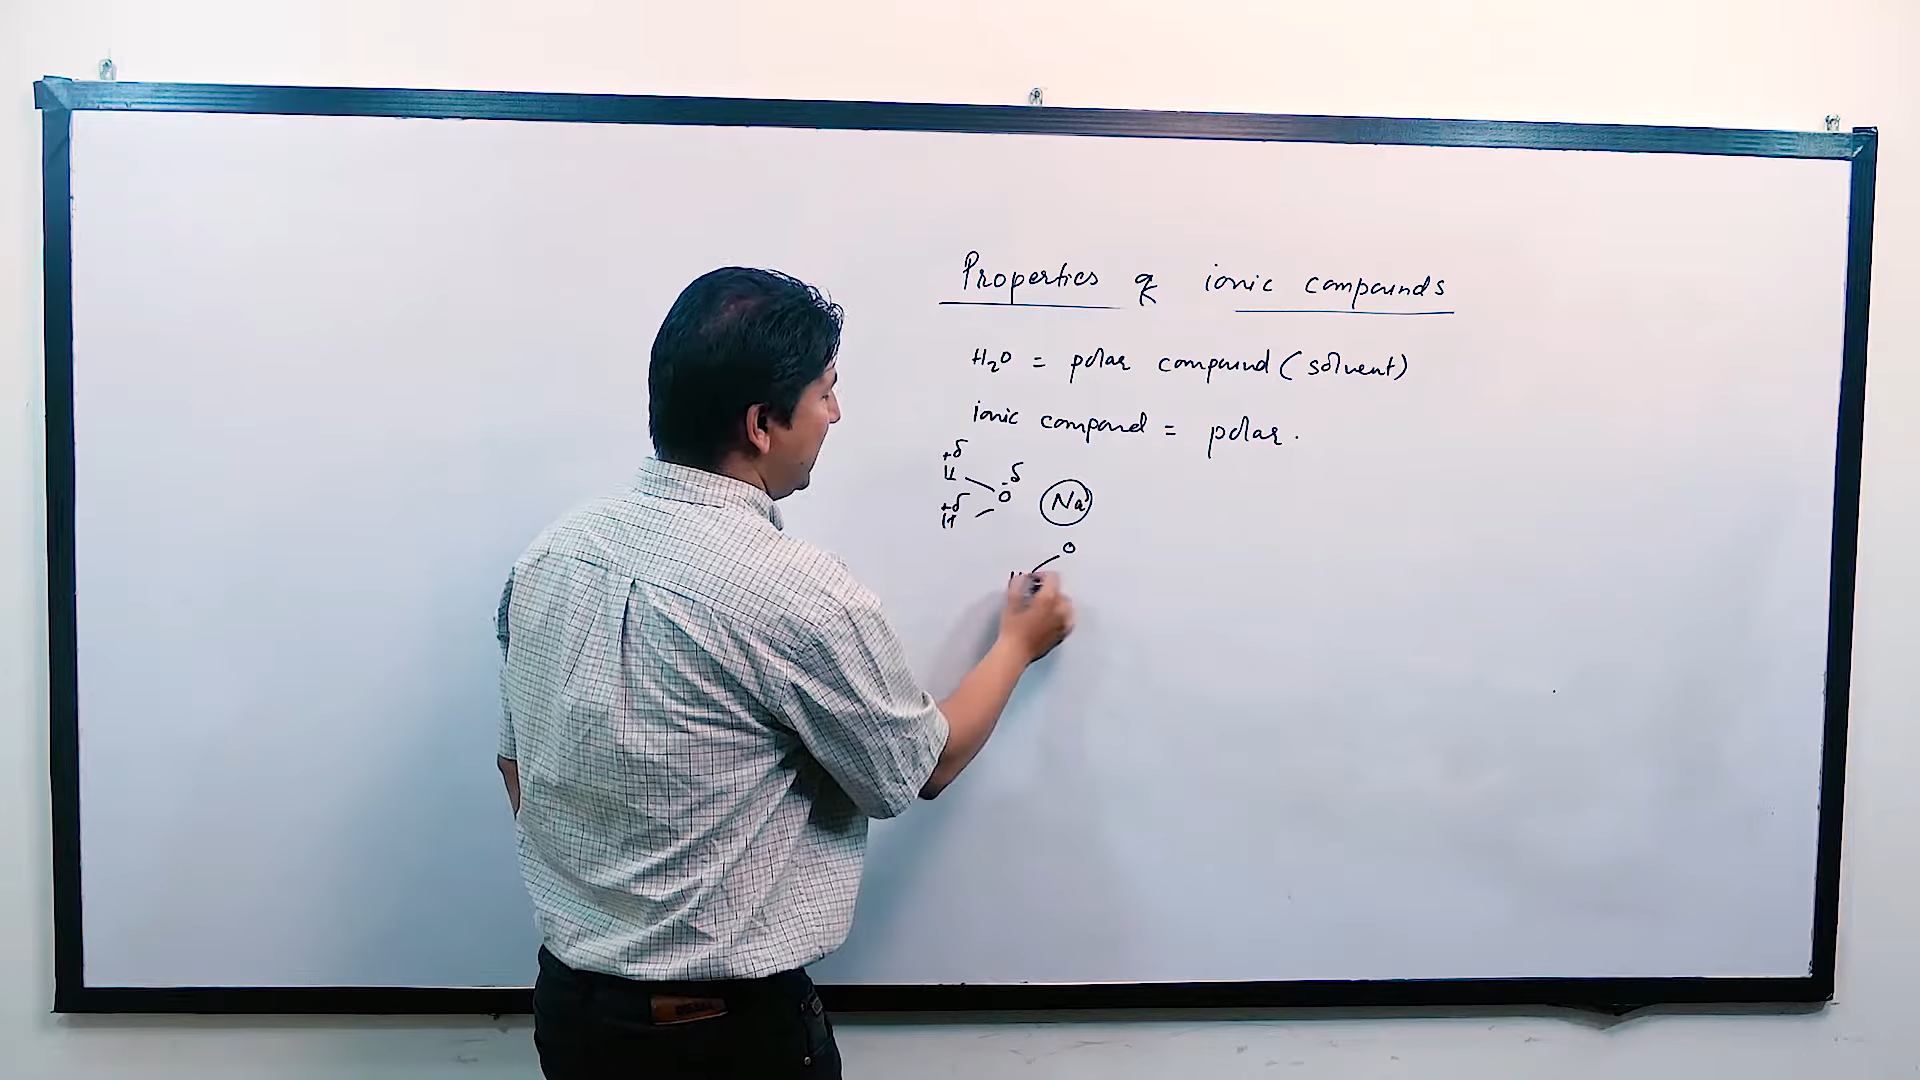 Properties of ionic compounds
H₂O = polar compound (solvent)
ionic compound = polar.
+δ
H
-δ
O
+δ
H
Na
O
H